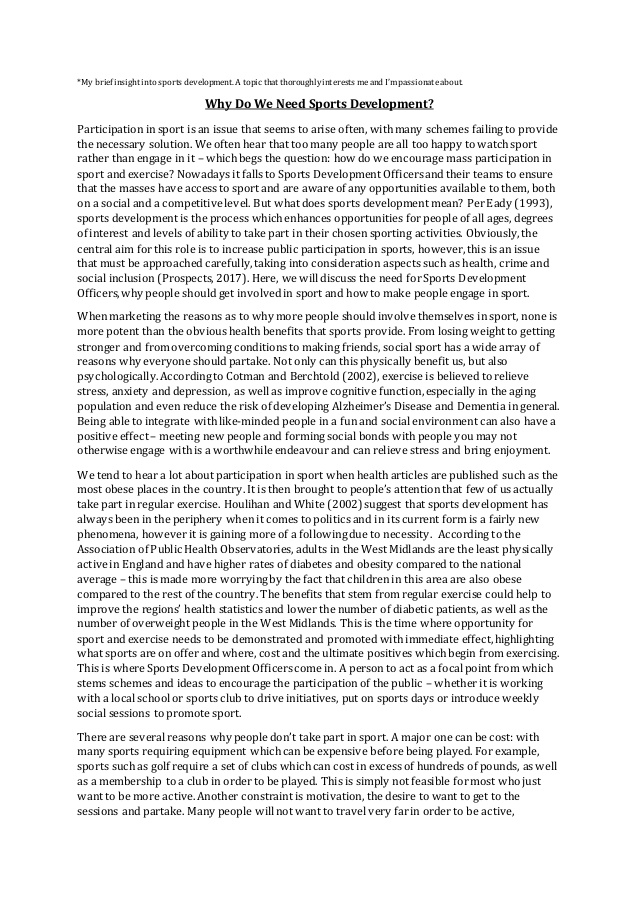 *My brief insight into sports development. A topic that thoroughly interests me and I'm passionate about.
Why Do We Need Sports Development?
Participation in sport is an issue that seems to arise often, with many schemes failing to provide
the necessary solution. We often hear that too many people are all too happy to watch sport
rather than engage in it – which begs the question: how do we encourage mass participation in
sport and exercise? Nowadays it falls to Sports Development Officers and their teams to ensure
that the masses have access to sport and are aware of any opportunities available to them, both
on a social and a competitive level. But what does sports development mean? Per Eady (1993),
sports development is the process which enhances opportunities for people of all ages, degrees
of interest and levels of ability to take part in their chosen sporting activities. Obviously, the
central aim for this role is to increase public participation in sports, however, this is an issue
that must be approached carefully, taking into consideration aspects such as health, crime and
social inclusion (Prospects, 2017). Here, we will discuss the need for Sports Development
Officers, why people should get involved in sport and how to make people engage in sport.
When marketing the reasons as to why more people should involve themselves in sport, none is
more potent than the obvious health benefits that sports provide. From losing weight to getting
stronger and from overcoming conditions to making friends, social sport has a wide array of
reasons why everyone should partake. Not only can this physically benefit us, but also
psychologically. According to Cotman and Berchtold (2002), exercise is believed to relieve
stress, anxiety and depression, as well as improve cognitive function, especially in the aging
population and even reduce the risk of developing Alzheimer's Disease and Dementia in general.
Being able to integrate with like-minded people in a fun and social environment can also have a
positive effect – meeting new people and forming social bonds with people you may not
otherwise engage with is a worthwhile endeavour and can relieve stress and bring enjoyment.
We tend to hear a lot about participation in sport when health articles are published such as the
most obese places in the country. It is then brought to people's attention that few of us actually
take part in regular exercise. Houlihan and White (2002) suggest that sports development has
always been in the periphery when it comes to politics and in its current form is a fairly new
phenomena, however it is gaining more of a following due to necessity. According to the
Association of Public Health Observatories, adults in the West Midlands are the least physically
active in England and have higher rates of diabetes and obesity compared to the national
average – this is made more worrying by the fact that children in this area are also obese
compared to the rest of the country. The benefits that stem from regular exercise could help to
improve the regions' health statistics and lower the number of diabetic patients, as well as the
number of overweight people in the West Midlands. This is the time where opportunity for
sport and exercise needs to be demonstrated and promoted with immediate effect, highlighting
what sports are on offer and where, cost and the ultimate positives which begin from exercising.
This is where Sports Development Officers come in. A person to act as a focal point from which
stems schemes and ideas to encourage the participation of the public – whether it is working
with a local school or sports club to drive initiatives, put on sports days or introduce weekly
social sessions to promote sport.
There are several reasons why people don't take part in sport. A major one can be cost: with
many sports requiring equipment which can be expensive before being played. For example,
sports such as golf require a set of clubs which can cost in excess of hundreds of pounds, as well
as a membership to a club in order to be played. This is simply not feasible for most who just
want to be more active. Another constraint is motivation, the desire to want to get to the
sessions and partake. Many people will not want to travel very far in order to be active,